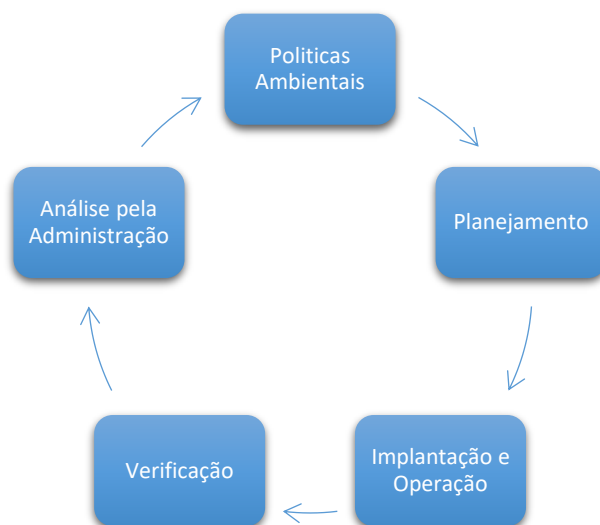 Politicas
Ambientais
Planejamento
Implantação e
Operação
Verificação
Análise pela
Administração